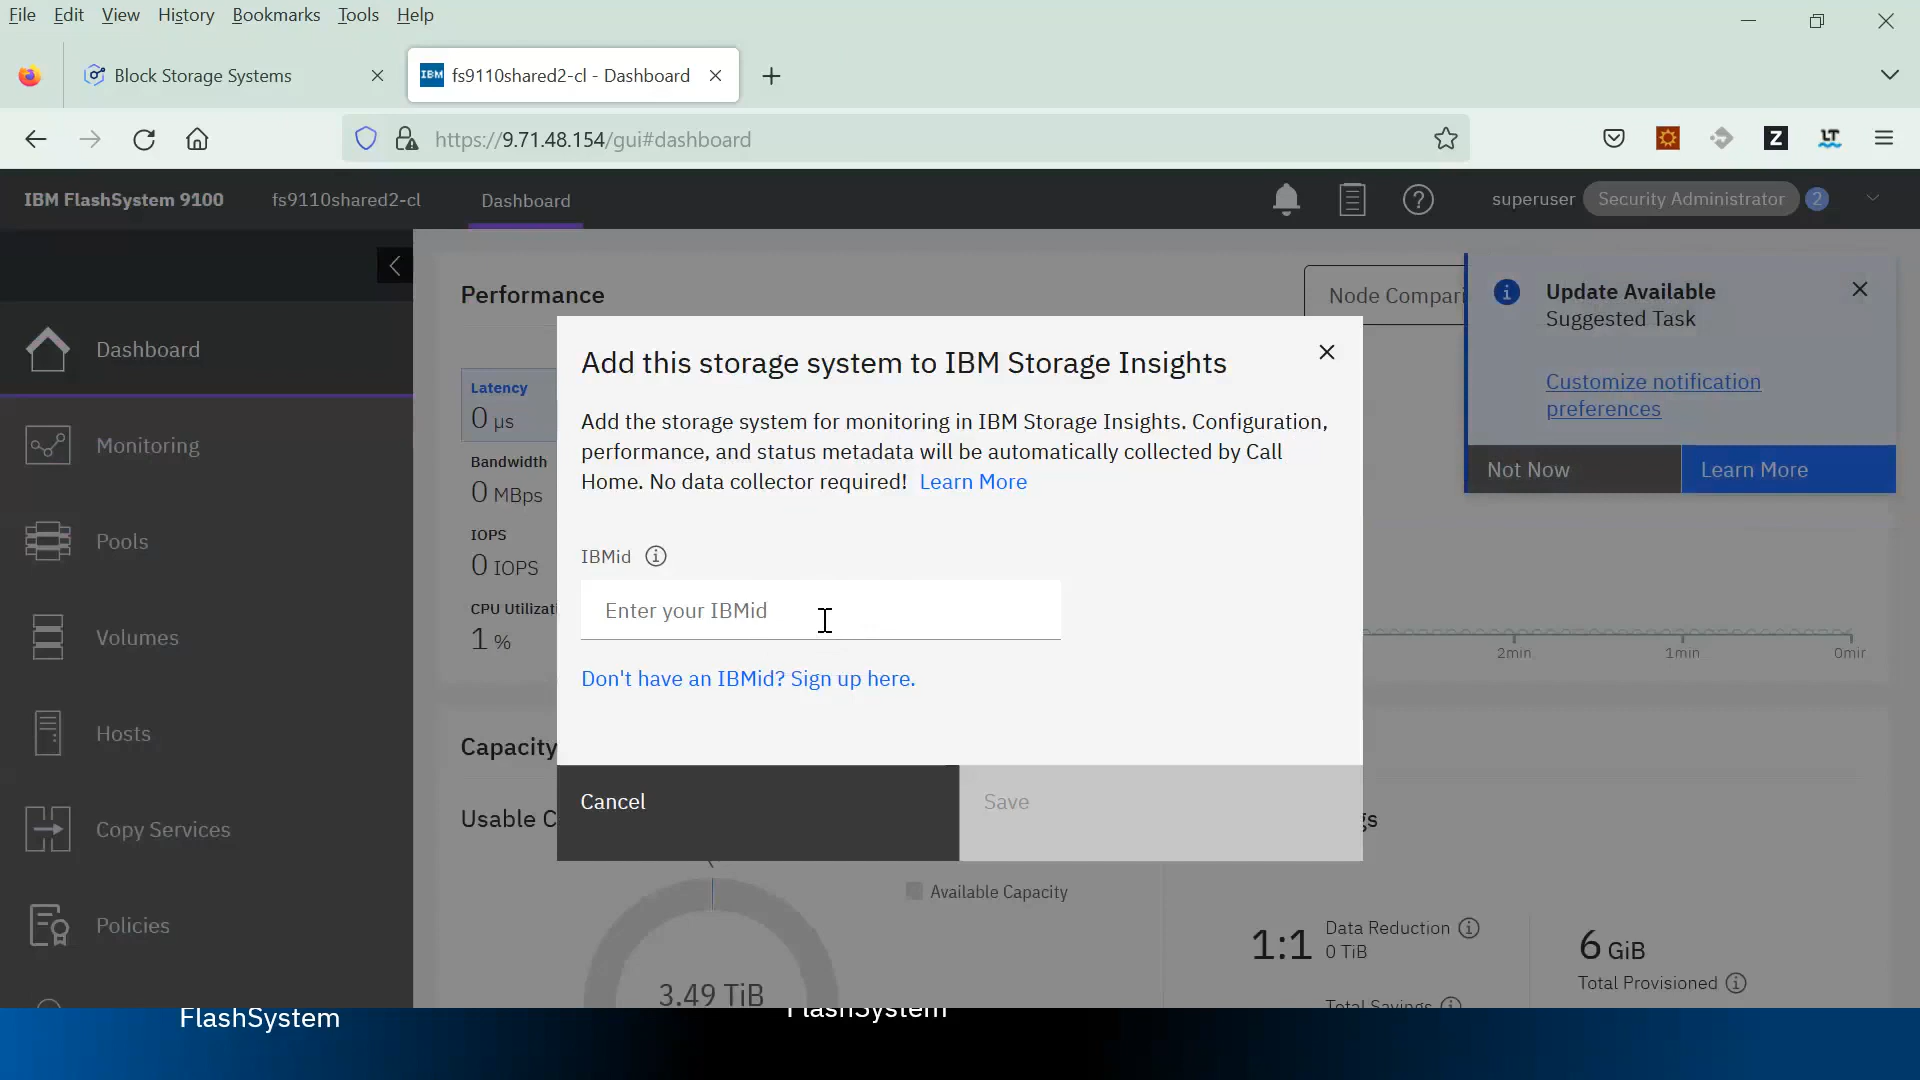 File Edit View History Bookmarks Tools Help
Block Storage Systems
IBM fs9110shared2-cl - Dashboard
https://9.71.48.154/gui#dashboard
Z LT
IBM FlashSystem 9100 fs9110shared2-cl Dashboard superuser Security Administrator 2
Dashboard
Monitoring
Pools
Volumes
Hosts
Copy Services
Policies
Performance
Node Compari
Latency
0 µs
Bandwidth
0 MBps
IOPS
0 IOPS
CPU Utilizati
1 %
Update Available
Suggested Task
Customize notification
preferences
Not Now Learn More
Add this storage system to IBM Storage Insights
Add the storage system for monitoring in IBM Storage Insights. Configuration,
performance, and status metadata will be automatically collected by Call
Home. No data collector required! Learn More
IBMid
Enter your IBMid
Don't have an IBMid? Sign up here.
Cancel Save
2min 1min 0mir
Capacity
Usable C
gs
Available Capacity
3.49 TiB
1:1 Data Reduction
0 TiB
Total Savings
6 GiB
Total Provisioned
FlashSystem FlashSystem